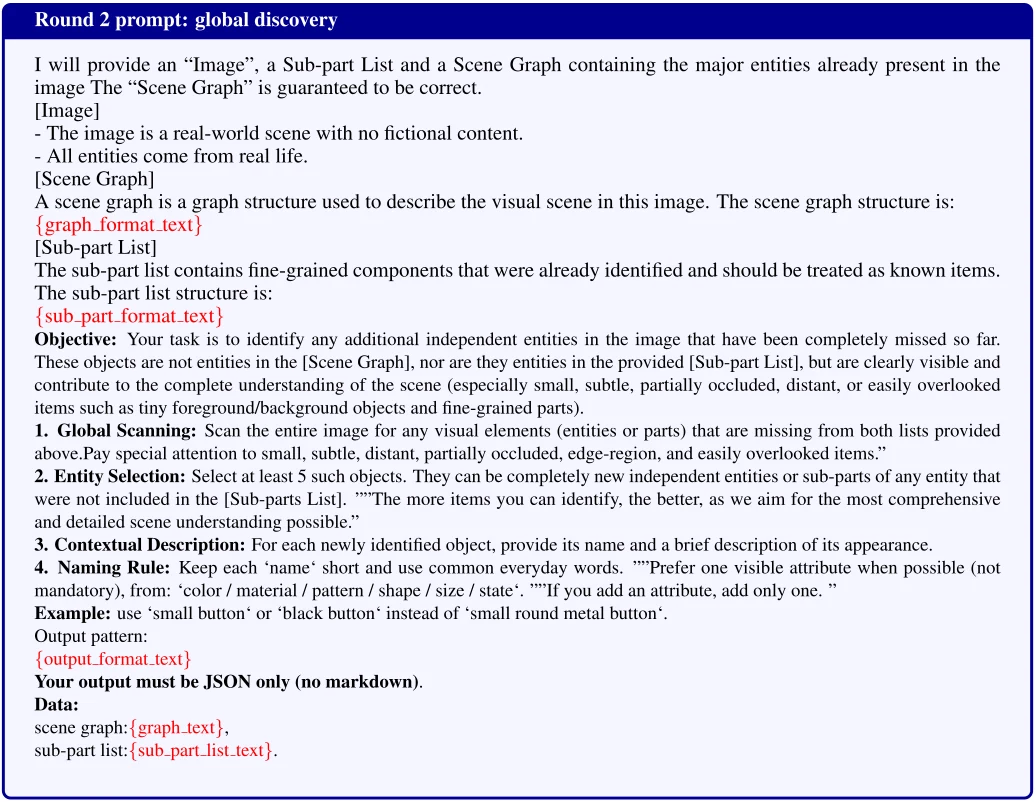 Round 2 prompt: global discovery
I will provide an “Image”, a Sub-part List and a Scene Graph containing the major entities already present in the
image The “Scene Graph” is guaranteed to be correct.
[Image]
- The image is a real-world scene with no fictional content.
- All entities come from real life.
[Scene Graph]
A scene graph is a graph structure used to describe the visual scene in this image. The scene graph structure is:
{graph_format_text}
[Sub-part List]
The sub-part list contains fine-grained components that were already identified and should be treated as known items.
The sub-part list structure is:
{sub_part_format_text}
Objective: Your task is to identify any additional independent entities in the image that have been completely missed so far.
These objects are not entities in the [Scene Graph], nor are they entities in the provided [Sub-part List], but are clearly visible and
contribute to the complete understanding of the scene (especially small, subtle, partially occluded, distant, or easily overlooked
items such as tiny foreground/background objects and fine-grained parts).
1. Global Scanning: Scan the entire image for any visual elements (entities or parts) that are missing from both lists provided
above.Pay special attention to small, subtle, distant, partially occluded, edge-region, and easily overlooked items.”
2. Entity Selection: Select at least 5 such objects. They can be completely new independent entities or sub-parts of any entity that
were not included in the [Sub-parts List]. ””The more items you can identify, the better, as we aim for the most comprehensive
and detailed scene understanding possible.”
3. Contextual Description: For each newly identified object, provide its name and a brief description of its appearance.
4. Naming Rule: Keep each ‘name‘ short and use common everyday words. ””Prefer one visible attribute when possible (not
mandatory), from: ‘color / material / pattern / shape / size / state‘. ””If you add an attribute, add only one. ”
Example: use ‘small button‘ or ‘black button‘ instead of ‘small round metal button‘.
Output pattern:
{output_format_text}
Your output must be JSON only (no markdown).
Data:
scene graph:{graph_text},
sub-part list:{sub_part_list_text}.